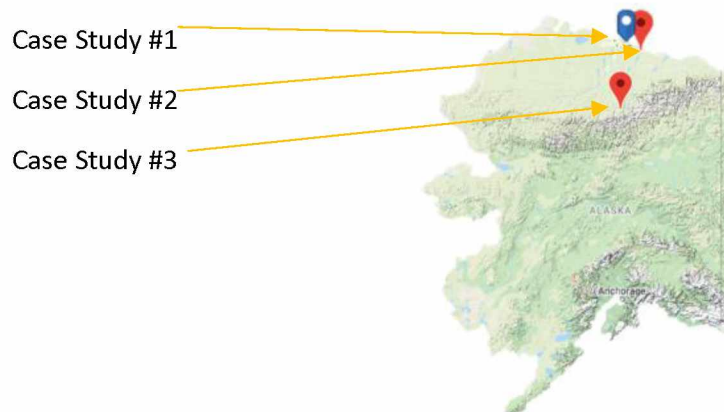 Case Study #1
Case Study #2
Case Study #3
ALASKA
Anchorage